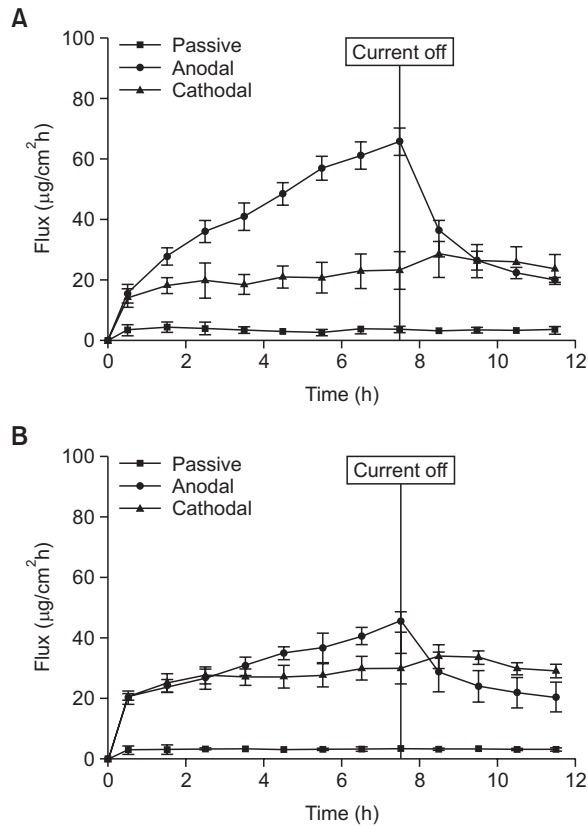 A
100
80
60
40
20
0
Flux (μg/cm²h)
Passive
Anodal
Cathodal
Current off
0 2 4 6 8 10 12
Time (h)
B
100
80
60
40
20
0
Flux (μg/cm²h)
Passive
Anodal
Cathodal
Current off
0 2 4 6 8 10 12
Time (h)